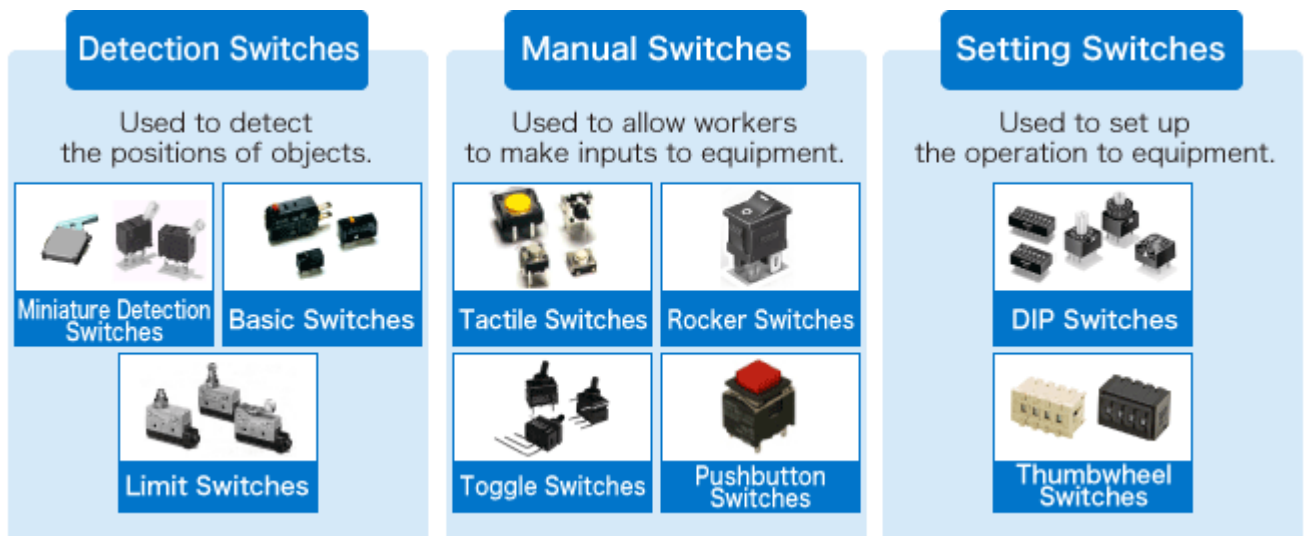 Detection Switches
Used to detect
the positions of objects.
Miniature Detection
Switches
Basic Switches
Limit Switches
Manual Switches
Used to allow workers
to make inputs to equipment.
Tactile Switches
Rocker Switches
Toggle Switches
Pushbutton
Switches
Setting Switches
Used to set up
the operation to equipment.
DIP Switches
Thumbwheel
Switches